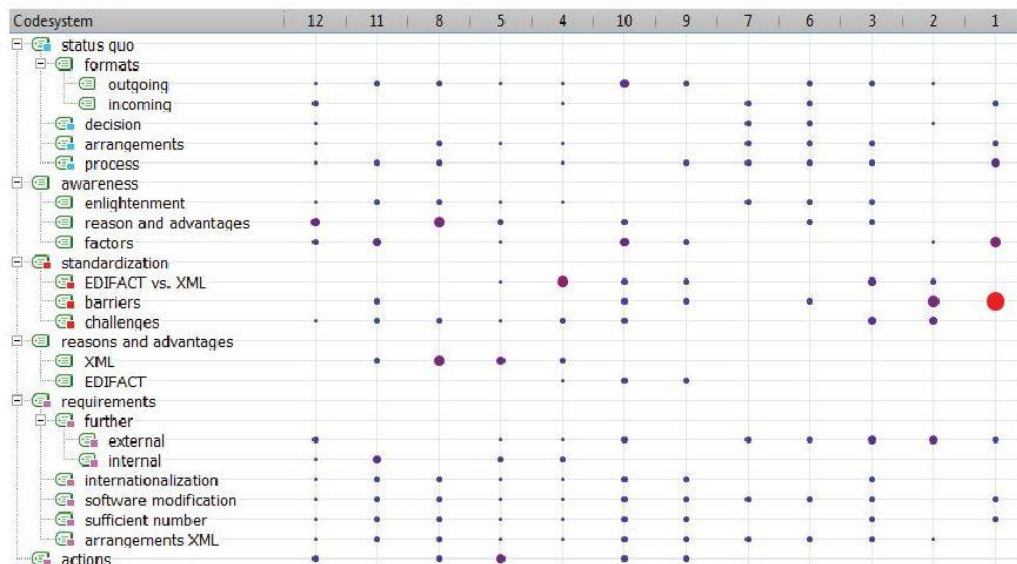 Codesystem 12 11 8 5 4 10 9 7 6 3 2 1
status quo
formats
outgoing
incoming
decision
arrangements
process
awareness
enlightenment
reason and advantages
factors
standardization
EDIFACT vs. XML
barriers
challenges
reasons and advantages
XML
EDIFACT
requirements
further
external
internal
internationalization
software modification
sufficient number
arrangements XML
actions